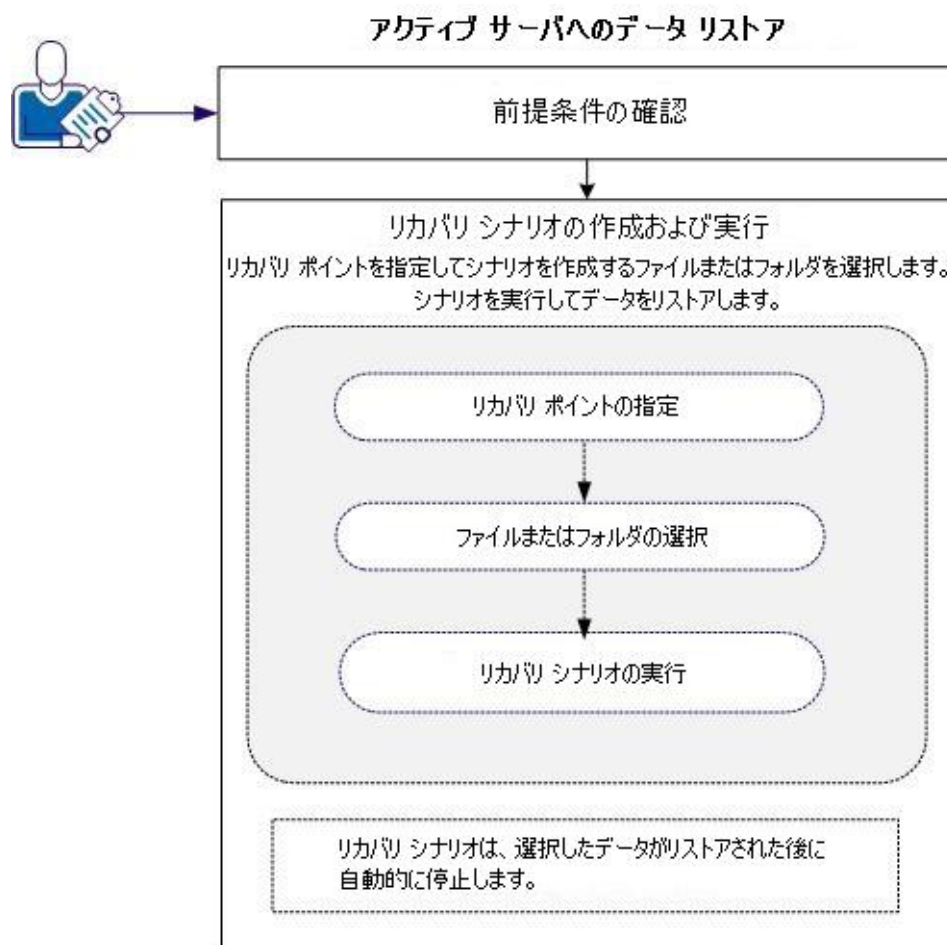 アクティブ サーバへのデータ リストア
前提条件の確認
リカバリ シナリオの作成および実行
リカバリ ポイントを指定してシナリオを作成するファイルまたはフォルダを選択します。
シナリオを実行してデータをリストアします。
リカバリ ポイントの指定
ファイルまたはフォルダの選択
リカバリ シナリオの実行
リカバリ シナリオは、選択したデータがリストアされた後に
自動的に停止します。